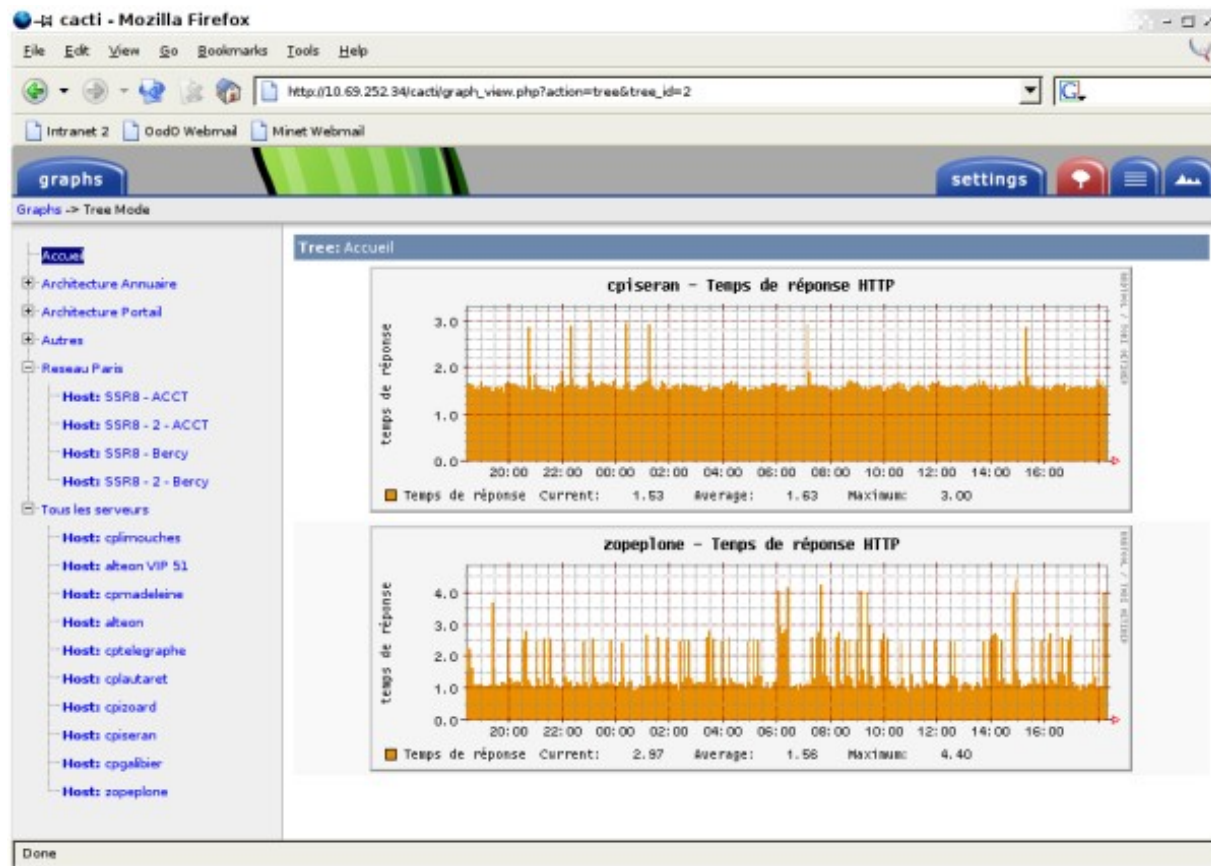 cacti - Mozilla Firefox
File Edit View Go Bookmarks Tools Help
http://10.69.252.34/cacti/graph_view.php?action=tree&tree_id=2
Intranet 2 OodO Webmail Minet Webmail
graphs settings
Graphs -> Tree Mode
Accueil
Architecture Annuaire
Architecture Portail
Autres
Reseau Paris
Host: SSR8 - ACCT
Host: SSR8 - 2 - ACCT
Host: SSR8 - Bercy
Host: SSR8 - 2 - Bercy
Tous les serveurs
Host: cplimouches
Host: alteon VIP 51
Host: cpmadeleine
Host: alteon
Host: cptelegraphe
Host: cplautaret
Host: cpizoard
Host: cpiseran
Host: cpgalibier
Host: zopeplone
Tree: Accueil
cpiseran - Temps de réponse HTTP
temps de réponse
3.0
2.0
1.0
0.0
20:00 22:00 00:00 02:00 04:00 06:00 08:00 10:00 12:00 14:00 16:00
Temps de réponse Current: 1.53 Average: 1.63 Maximum: 3.00
zopeplone - Temps de réponse HTTP
temps de réponse
4.0
3.0
2.0
1.0
0.0
20:00 22:00 00:00 02:00 04:00 06:00 08:00 10:00 12:00 14:00 16:00
Temps de réponse Current: 2.97 Average: 1.56 Maximum: 4.40
Done